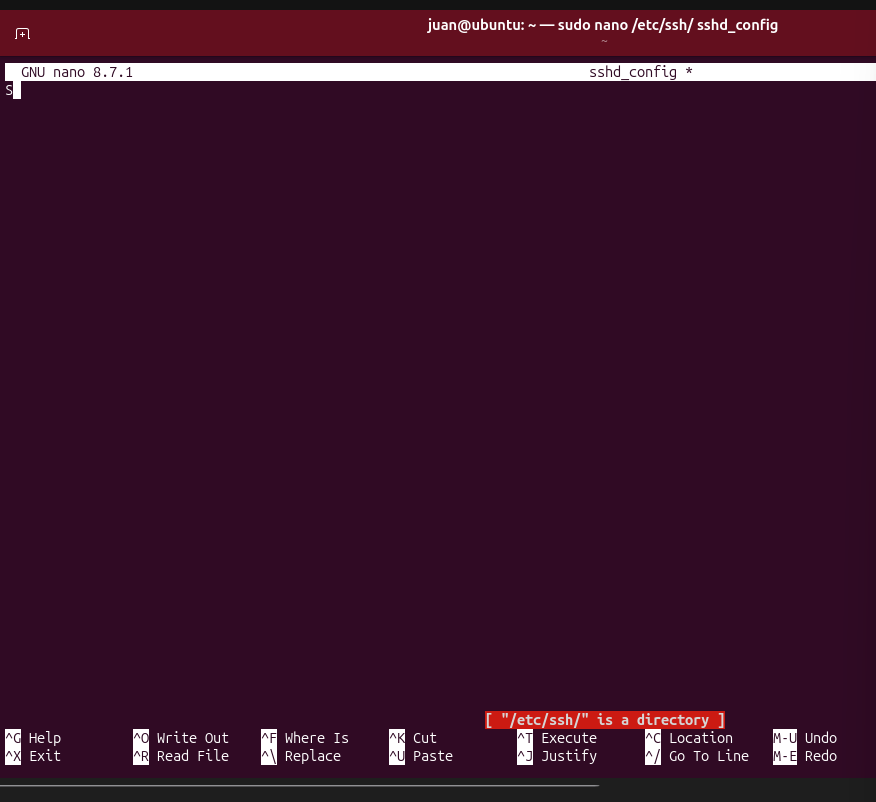 juan@ubuntu: ~ — sudo nano /etc/ssh/ sshd_config
~
GNU nano 8.7.1 sshd_config *
S
[ "/etc/ssh/" is a directory ]
^G Help ^O Write Out ^F Where Is ^K Cut ^T Execute ^C Location M-U Undo
^X Exit ^R Read File ^\ Replace ^U Paste ^J Justify ^/ Go To Line M-E Redo